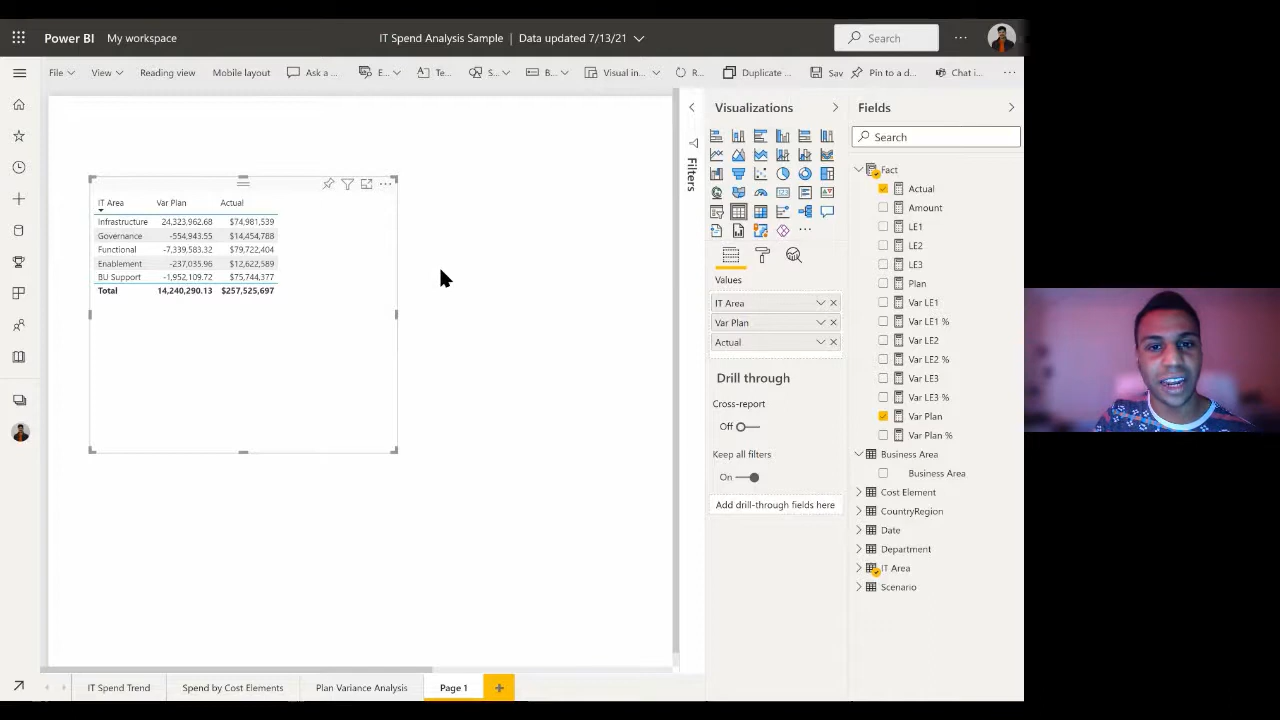 Power BI My workspace IT Spend Analysis Sample | Data updated 7/13/21 Search ...
File View Reading view Mobile layout Ask a ... E... Te... S... B... Visual in... R... Duplicate ... Sav Pin to a d... Chat i... ...
Filters
IT Area Var Plan Actual
Infrastructure 24,323,962.68 $74,981,539
Governance -554,943.55 $14,454,788
Functional -7,339,583.32 $79,722,404
Enablement -237,035.96 $12,622,589
BU Support -1,952,109.72 $75,744,377
Total 14,240,290.13 $257,525,697
Visualizations
Values
IT Area
Var Plan
Actual
Drill through
Cross-report
Off
Keep all filters
On
Add drill-through fields here
Fields
Search
Fact
Actual
Amount
LE1
LE2
LE3
Plan
Var LE1
Var LE1 %
Var LE2
Var LE2 %
Var LE3
Var LE3 %
Var Plan
Var Plan %
Business Area
Business Area
Cost Element
CountryRegion
Date
Department
IT Area
Scenario
IT Spend Trend Spend by Cost Elements Plan Variance Analysis Page 1 +